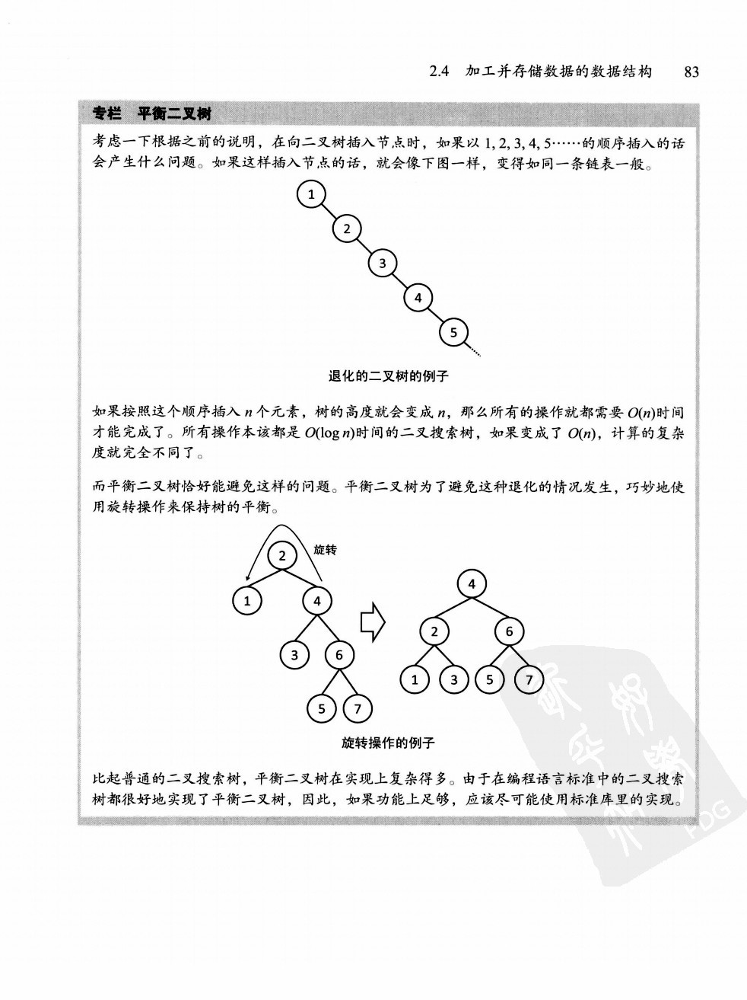 2.4 加工并存储数据的数据结构 83
专栏 平衡二叉树
考虑一下根据之前的说明，在向二叉树插入节点时，如果以 1, 2, 3, 4, 5……的顺序插入的话
会产生什么问题。如果这样插入节点的话，就会像下图一样，变得如同一条链表一般。
1
2
3
4
5
退化的二叉树的例子
如果按照这个顺序插入 n 个元素，树的高度就会变成 n，那么所有的操作就都需要 O(n)时间
才能完成了。所有操作本该都是 O(log n)时间的二叉搜索树，如果变成了 O(n)，计算的复杂
度就完全不同了。
而平衡二叉树恰好能避免这样的问题。平衡二叉树为了避免这种退化的情况发生，巧妙地使
用旋转操作来保持树的平衡。
旋转
2
1 4
3 6
5 7
4
2 6
1 3 5 7
旋转操作的例子
比起普通的二叉搜索树，平衡二叉树在实现上复杂得多。由于在编程语言标准中的二叉搜索
树都很好地实现了平衡二叉树，因此，如果功能上足够，应该尽可能使用标准库里的实现。
PDG